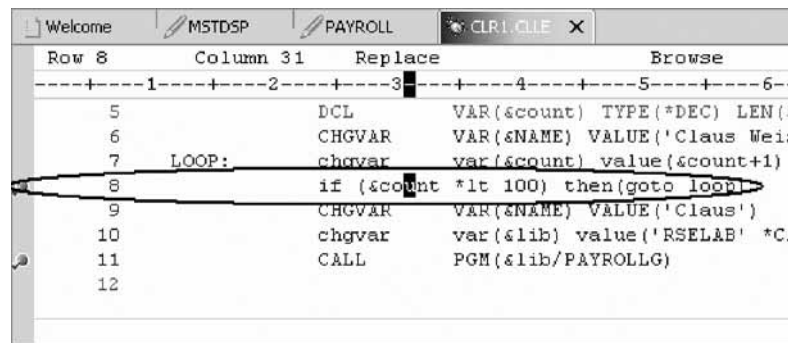 Welcome MSTDSP PAYROLL CLR1.CLLE X
Row 8 Column 31 Replace Browse
----+----1----+----2----+----3----+----4----+----5----+----6--
5 DCL VAR(&count) TYPE(*DEC) LEN(
6 CHGVAR VAR(&NAME) VALUE('Claus Weis
7 LOOP: chgvar var(&count) value(&count+1)
8 if (&count *lt 100) then(goto loop)
9 CHGVAR VAR(&NAME) VALUE('Claus')
10 chgvar var(&lib) value('RSELAB' *C
11 CALL PGM(&lib/PAYROLLG)
12